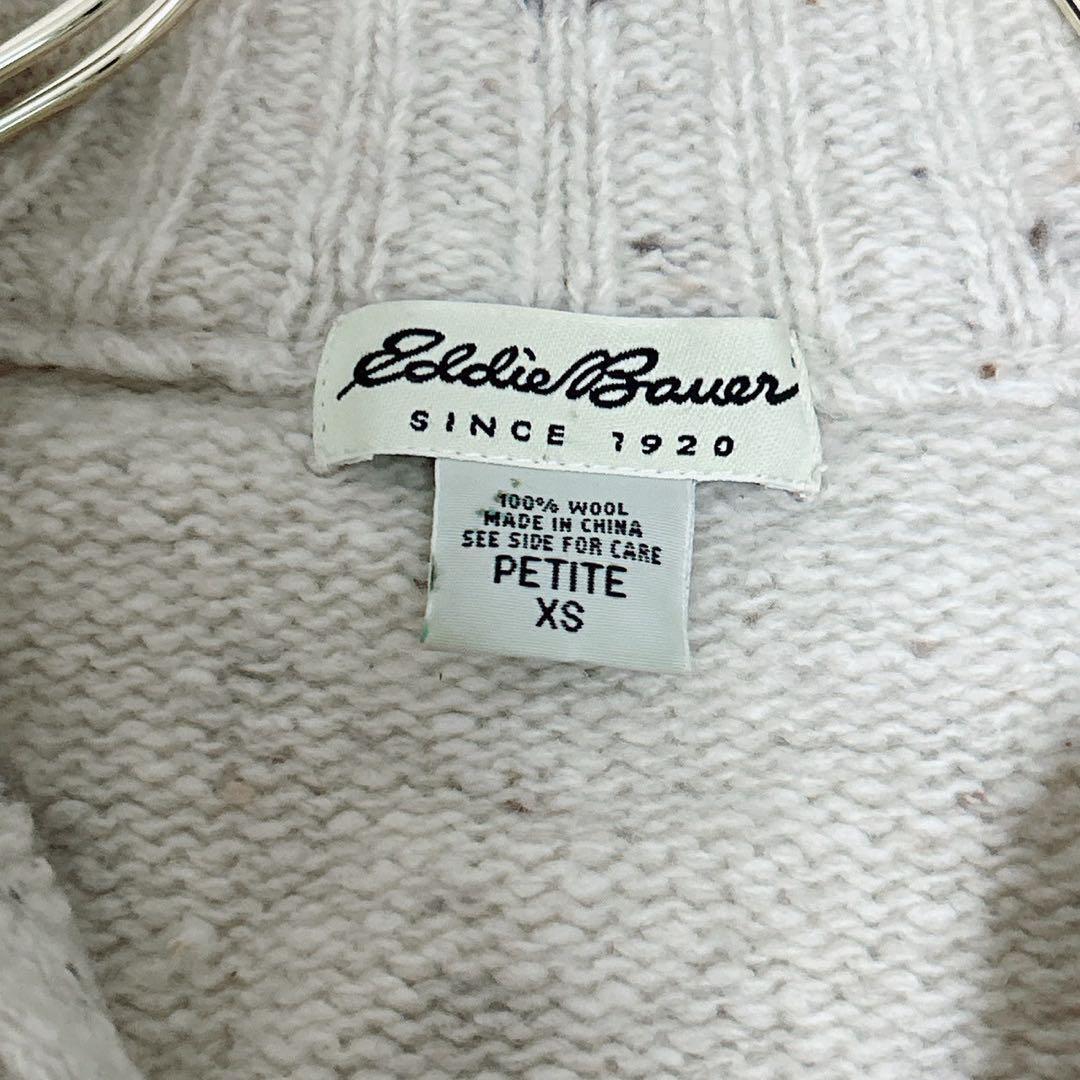 Eddie Bauer
SINCE 1920
100% WOOL
MADE IN CHINA
SEE SIDE FOR CARE
PETITE
XS